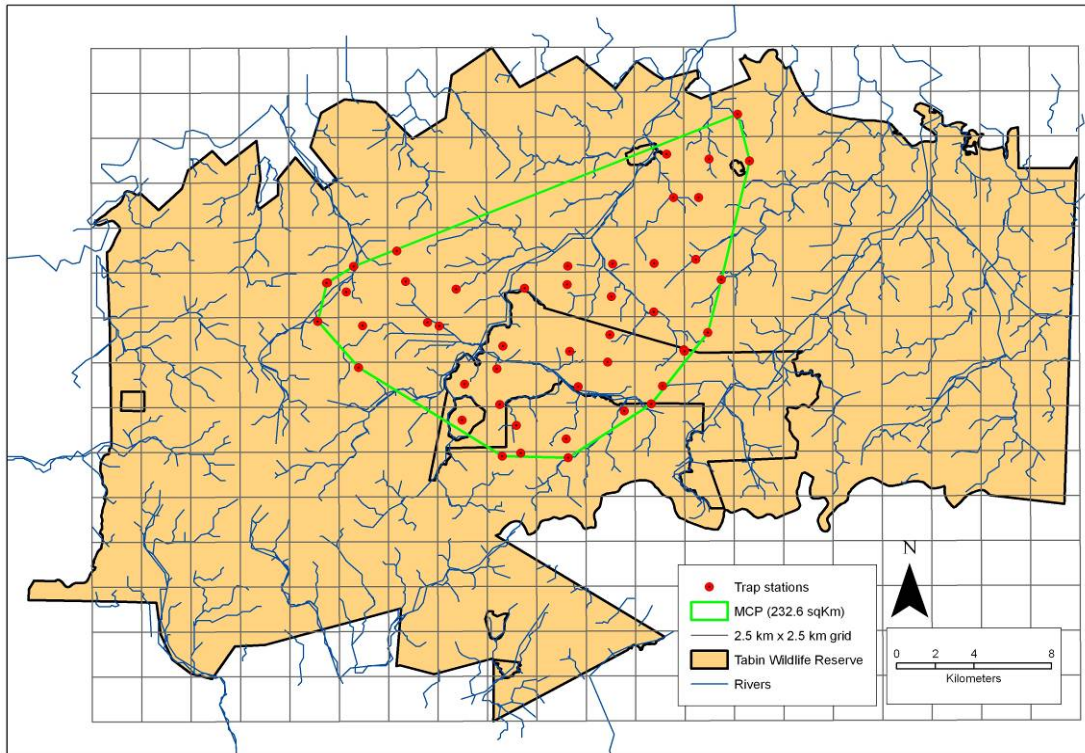 Trap stations
MCP (232.6 sqKm)
2.5 km x 2.5 km grid
Tabin Wildlife Reserve
Rivers
N
0 2 4 8
Kilometers